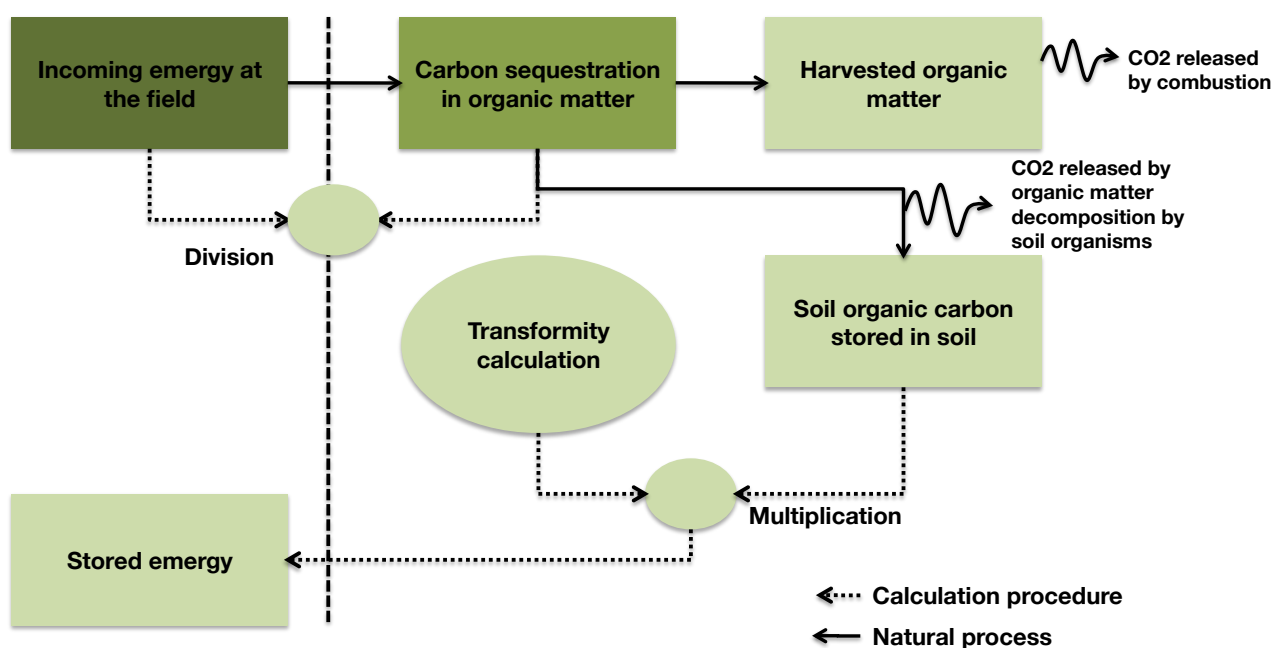 Incoming emergy at
the field
Carbon sequestration
in organic matter
Harvested organic
matter
CO2 released
by combustion
CO2 released by
organic matter
decomposition by
soil organisms
Division
Transformity
calculation
Soil organic carbon
stored in soil
Multiplication
Stored emergy
Calculation procedure
Natural process